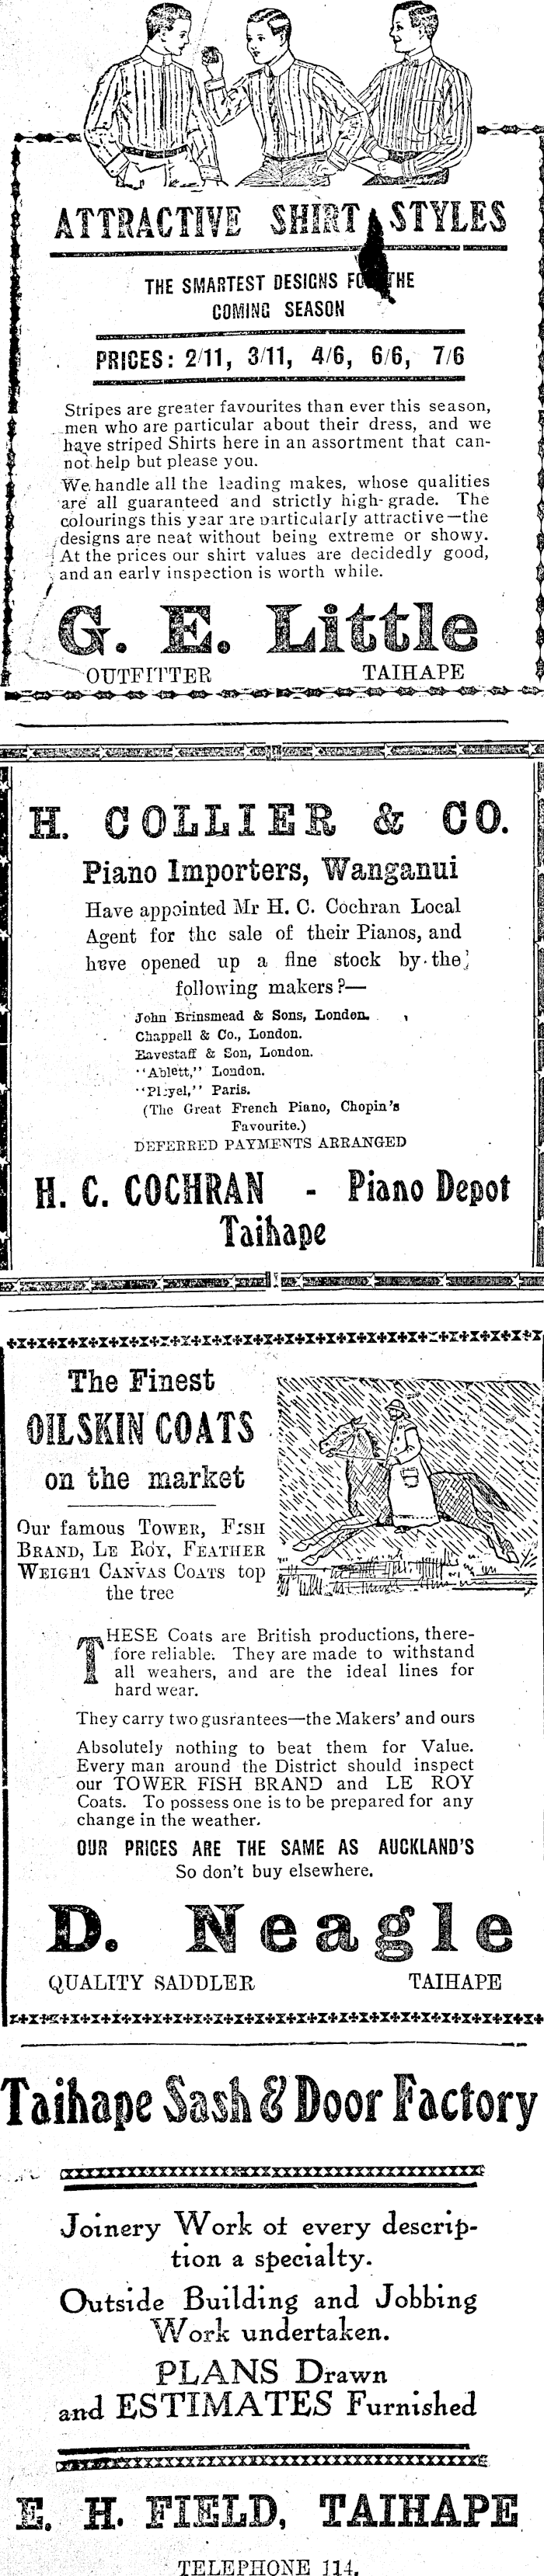 ATTRACTIVE SHIRT STYLES
THE SMARTEST DESIGNS FOR THE
COMING SEASON
PRICES: 2/11, 3/11, 4/6, 6/6, 7/6
Stripes are greater favourites than ever this season,
men who are particular about their dress, and we
have striped Shirts here in an assortment that can-
not help but please you.
We handle all the leading makes, whose qualities
are all guaranteed and strictly high-grade. The
colourings this year are particularly attractive—the
designs are neat without being extreme or showy.
At the prices our shirt values are decidedly good,
and an early inspection is worth while.
G. E. Little
OUTFITTER TAIHAPE
H. COLLIER & CO.
Piano Importers, Wanganui
Have appointed Mr H. C. Cochran Local
Agent for the sale of their Pianos, and
have opened up a fine stock by the
following makers?—
John Brinsmead & Sons, London.
Chappell & Co., London.
Eavestaff & Son, London.
"Ablett," London.
"Pleyel," Paris.
(The Great French Piano, Chopin's
Favourite.)
DEFERRED PAYMENTS ARRANGED
H. C. COCHRAN - Piano Depot
Taihape
The Finest
OILSKIN COATS
on the market
Our famous TOWER, FISH
BRAND, LE ROY, FEATHER
WEIGHT CANVAS COATS top
the tree
THESE Coats are British productions, there-
fore reliable. They are made to withstand
all weahers, and are the ideal lines for
hard wear.
They carry two gusrantees—the Makers' and ours
Absolutely nothing to beat them for Value.
Every man around the District should inspect
our TOWER FISH BRAND and LE ROY
Coats. To possess one is to be prepared for any
change in the weather.
OUR PRICES ARE THE SAME AS AUCKLAND'S
So don't buy elsewhere.
D. Neagle
QUALITY SADDLER TAIHAPE
Taihape Sash & Door Factory
Joinery Work of every descrip-
tion a specialty.
Outside Building and Jobbing
Work undertaken.
PLANS Drawn
and ESTIMATES Furnished
E. H. FIELD, TAIHAPE
TELEPHONE 114.